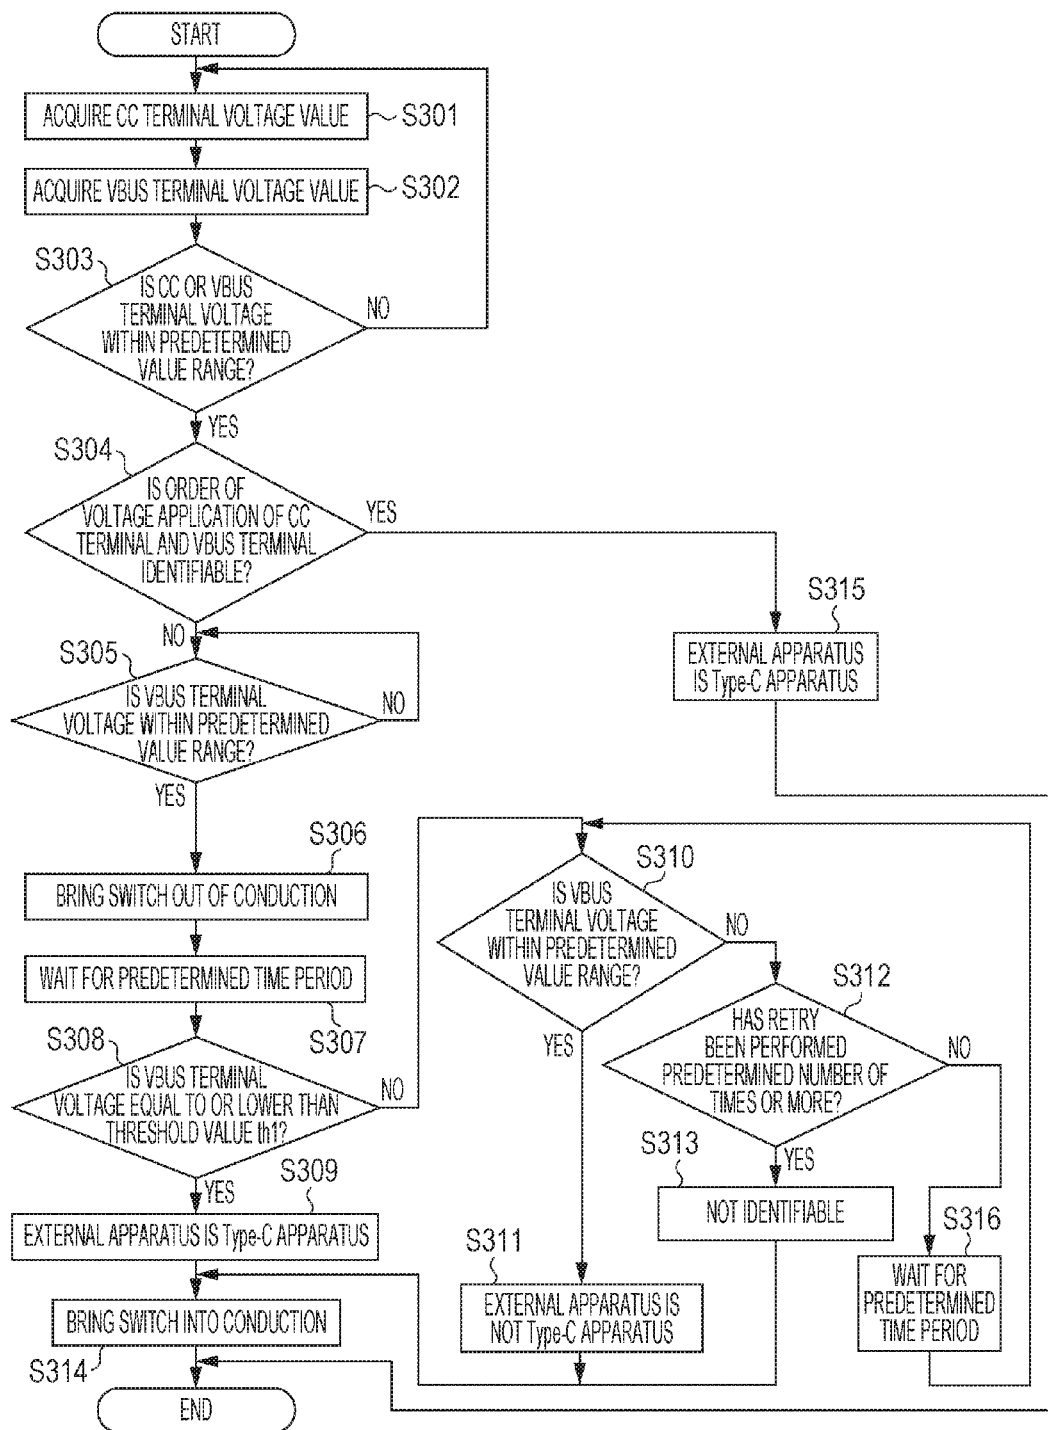 START
ACQUIRE CC TERMINAL VOLTAGE VALUE
S301
ACQUIRE VBUS TERMINAL VOLTAGE VALUE
S302
S303
IS CC OR VBUS
TERMINAL VOLTAGE
WITHIN PREDETERMINED
VALUE RANGE?
NO
YES
S304
IS ORDER OF
VOLTAGE APPLICATION OF CC
TERMINAL AND VBUS TERMINAL
IDENTIFIABLE?
YES
NO
S315
EXTERNAL APPARATUS
IS Type-C APPARATUS
S305
IS VBUS TERMINAL
VOLTAGE WITHIN PREDETERMINED
VALUE RANGE?
NO
YES
S306
BRING SWITCH OUT OF CONDUCTION
WAIT FOR PREDETERMINED TIME PERIOD
S307
S308
IS VBUS TERMINAL
VOLTAGE EQUAL TO OR LOWER THAN
THRESHOLD VALUE th1?
NO
YES
S309
EXTERNAL APPARATUS IS Type-C APPARATUS
S310
IS VBUS
TERMINAL VOLTAGE
WITHIN PREDETERMINED
VALUE RANGE?
NO
YES
S312
HAS RETRY
BEEN PERFORMED
PREDETERMINED NUMBER OF
TIMES OR MORE?
NO
YES
S313
NOT IDENTIFIABLE
S311
EXTERNAL APPARATUS IS
NOT Type-C APPARATUS
S316
WAIT FOR
PREDETERMINED
TIME PERIOD
BRING SWITCH INTO CONDUCTION
S314
END